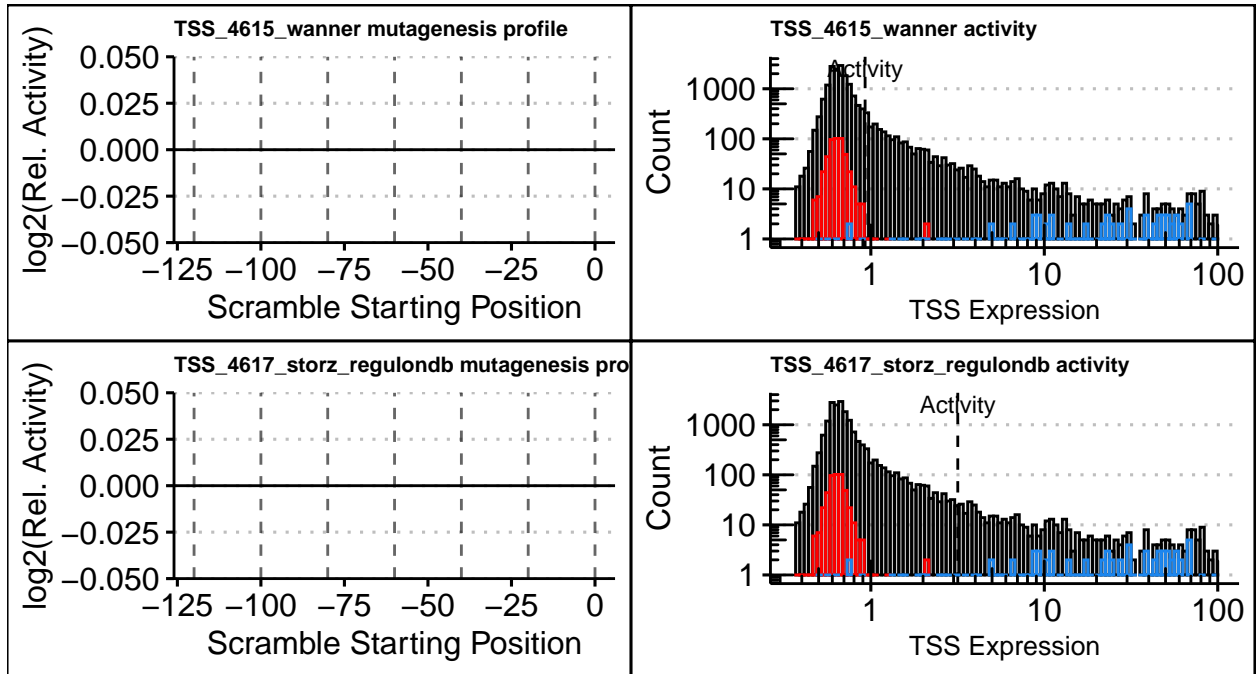 TSS_4615_wanner mutagenesis profile
log2(Rel. Activity)
0.050
0.025
0.000
−0.025
−0.050
−125 −100 −75 −50 −25 0
Scramble Starting Position
TSS_4615_wanner activity
Activity
Count
1000
100
10
1
1 10 100
TSS Expression
TSS_4617_storz_regulondb mutagenesis pro
log2(Rel. Activity)
0.050
0.025
0.000
−0.025
−0.050
−125 −100 −75 −50 −25 0
Scramble Starting Position
TSS_4617_storz_regulondb activity
Activity
Count
1000
100
10
1
1 10 100
TSS Expression